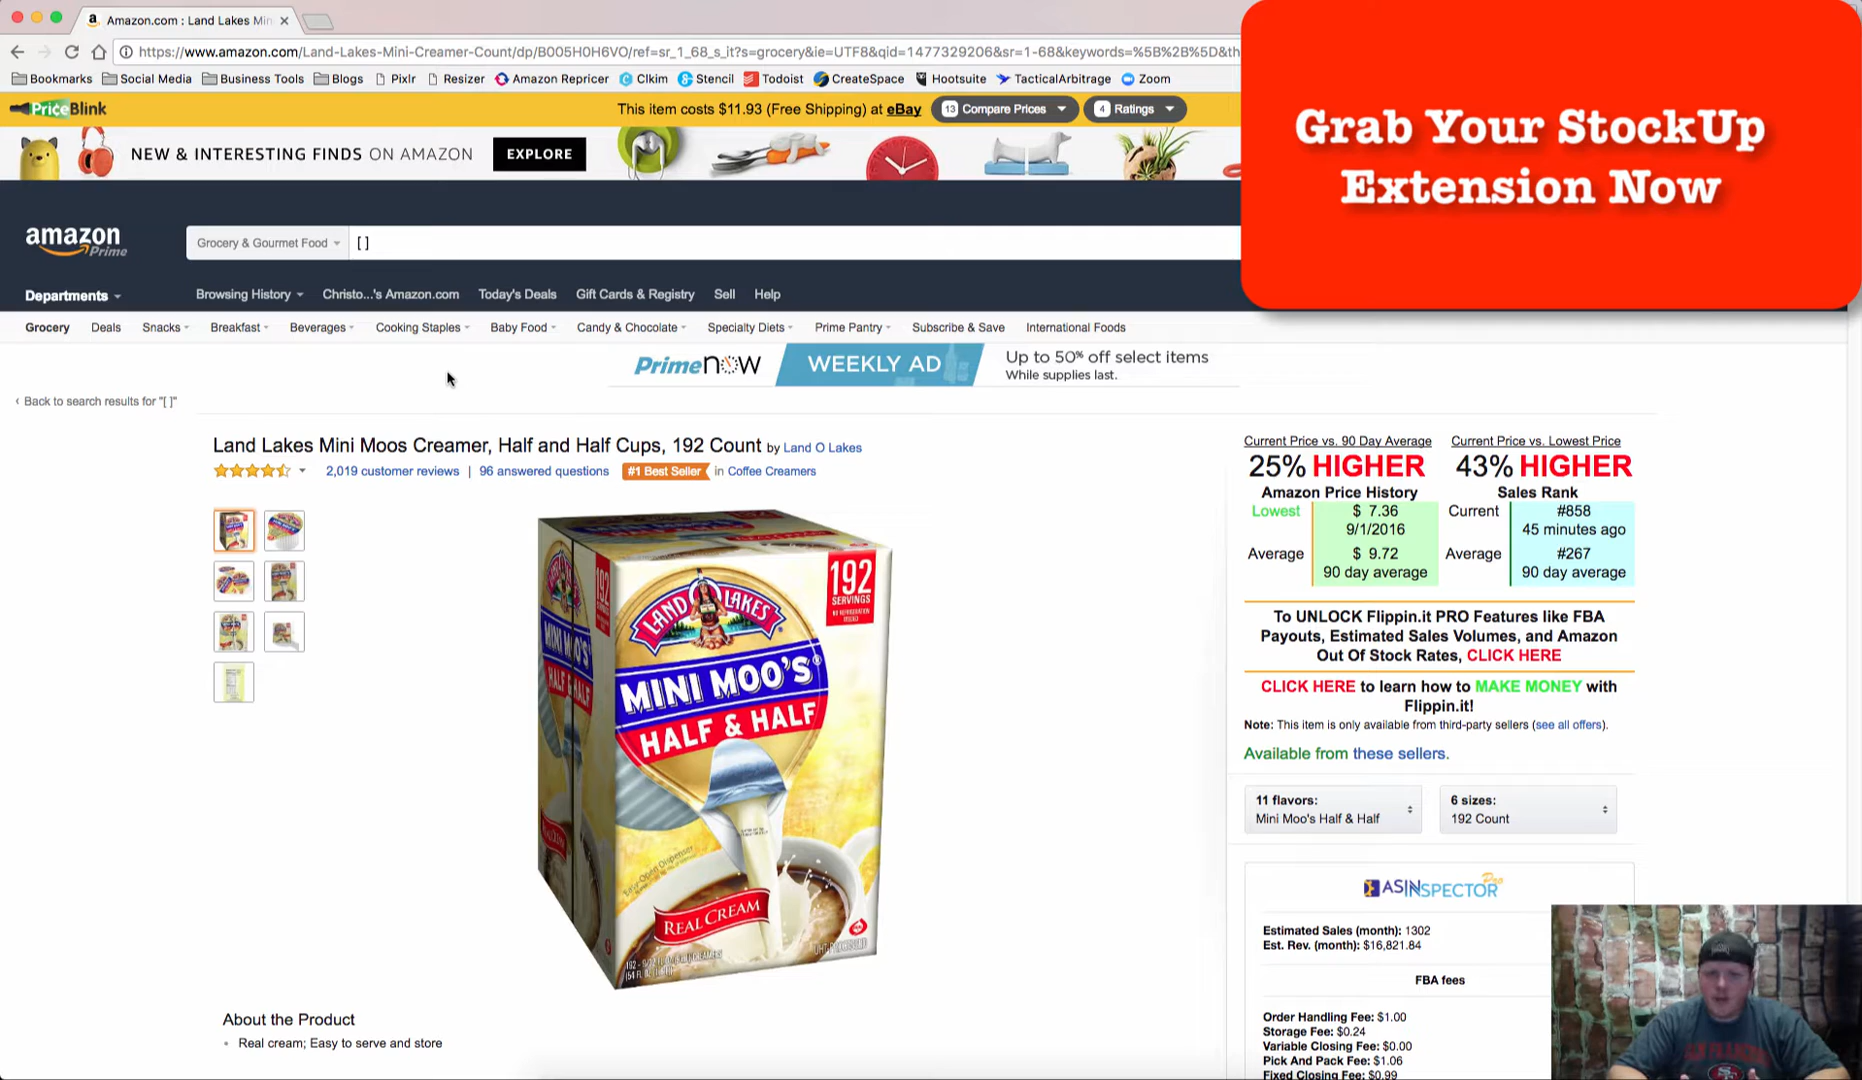 Amazon.com : Land Lakes Min
https://www.amazon.com/Land-Lakes-Mini-Creamer-Count/dp/B005H0H6VO/ref=sr_1_68_s_it?s=grocery&ie=UTF8&qid=1477329206&sr=1-68&keywords=%5B%2B%5D&th
Bookmarks Social Media Business Tools Blogs Pixlr Resizer Amazon Repricer Clkim Stencil Todoist CreateSpace Hootsuite TacticalArbitrage Zoom
PriceBlink This item costs $11.93 (Free Shipping) at eBay 13 Compare Prices 4 Ratings
NEW & INTERESTING FINDS ON AMAZON EXPLORE
Grab Your StockUp
Extension Now
amazon
Prime
Grocery & Gourmet Food [ ]
Departments Browsing History Christo...'s Amazon.com Today's Deals Gift Cards & Registry Sell Help
Grocery Deals Snacks Breakfast Beverages Cooking Staples Baby Food Candy & Chocolate Specialty Diets Prime Pantry Subscribe & Save International Foods
Prime now WEEKLY AD Up to 50% off select items
While supplies last.
‹ Back to search results for "[ ]"
Land Lakes Mini Moos Creamer, Half and Half Cups, 192 Count by Land O Lakes
2,019 customer reviews | 96 answered questions #1 Best Seller in Coffee Creamers
192
SERVINGS
LAND LAKES
MINI MOO'S®
HALF & HALF
Easy-Open Dispenser
REAL CREAM
About the Product
• Real cream; Easy to serve and store
Current Price vs. 90 Day Average Current Price vs. Lowest Price
25% HIGHER 43% HIGHER
Amazon Price History Sales Rank
Lowest $ 7.36 Current #858
9/1/2016 45 minutes ago
Average $ 9.72 Average #267
90 day average 90 day average
To UNLOCK Flippin.it PRO Features like FBA
Payouts, Estimated Sales Volumes, and Amazon
Out Of Stock Rates, CLICK HERE
CLICK HERE to learn how to MAKE MONEY with
Flippin.it!
Note: This item is only available from third-party sellers (see all offers).
Available from these sellers.
11 flavors: 6 sizes:
Mini Moo's Half & Half 192 Count
ASINSPECTOR Pro
Estimated Sales (month): 1302
Est. Rev. (month): $16,821.84
FBA fees
Order Handling Fee: $1.00
Storage Fee: $0.24
Variable Closing Fee: $0.00
Pick And Pack Fee: $1.06
Fixed Closing Fee: $0.99